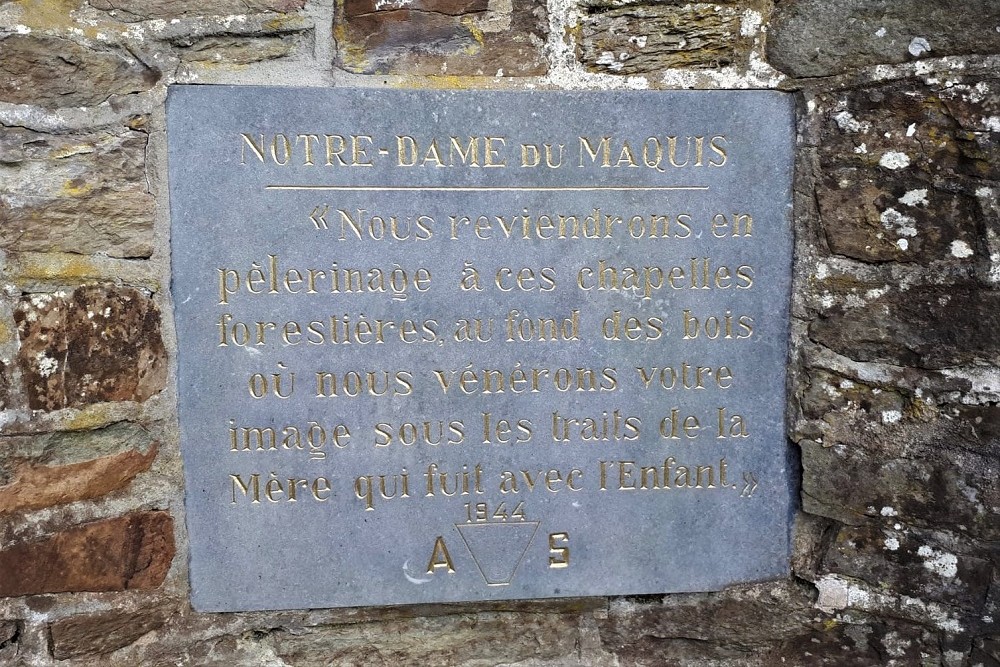 NOTRE-DAME DU MAQUIS
«Nous reviendrons en
pèlerinage à ces chapelles
forestières, au fond des bois
où nous vénérons votre
image sous les traits de la
Mère qui fuit avec l'Enfant.»
1944
A S